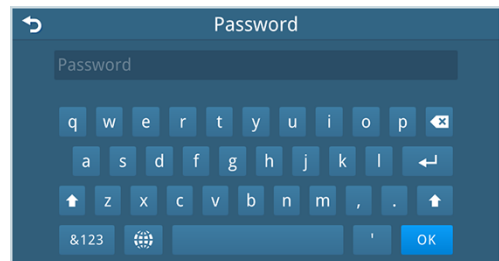 Password
Password
q w e r t y u i o p
a s d f g h j k l
z x c v b n m , .
&123 ' OK